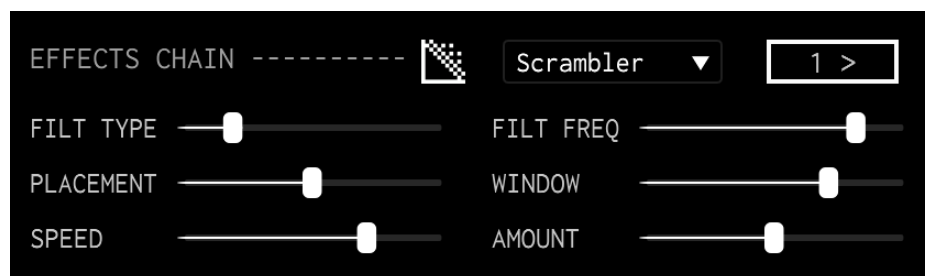 EFFECTS CHAIN ---------- Scrambler ▼ 1 >
FILT TYPE FILT FREQ
PLACEMENT WINDOW
SPEED AMOUNT